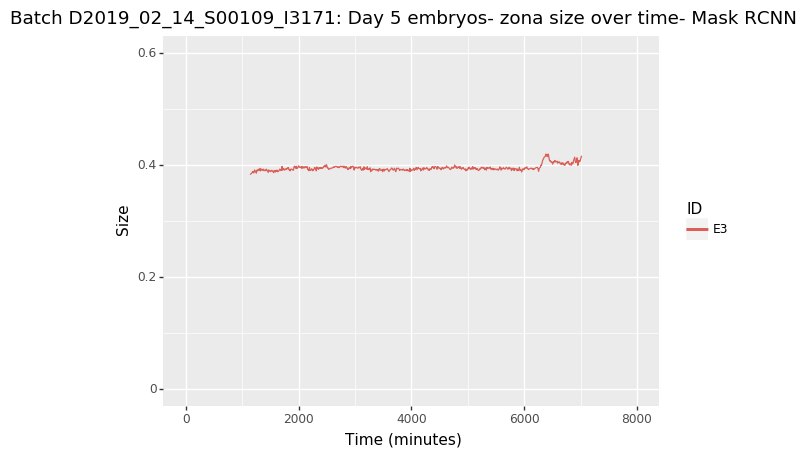 Batch D2019_02_14_S00109_I3171: Day 5 embryos- zona size over time- Mask RCNN
0.6
0.4
0.2
0
Size
0
2000
4000
6000
8000
Time (minutes)
ID
E3